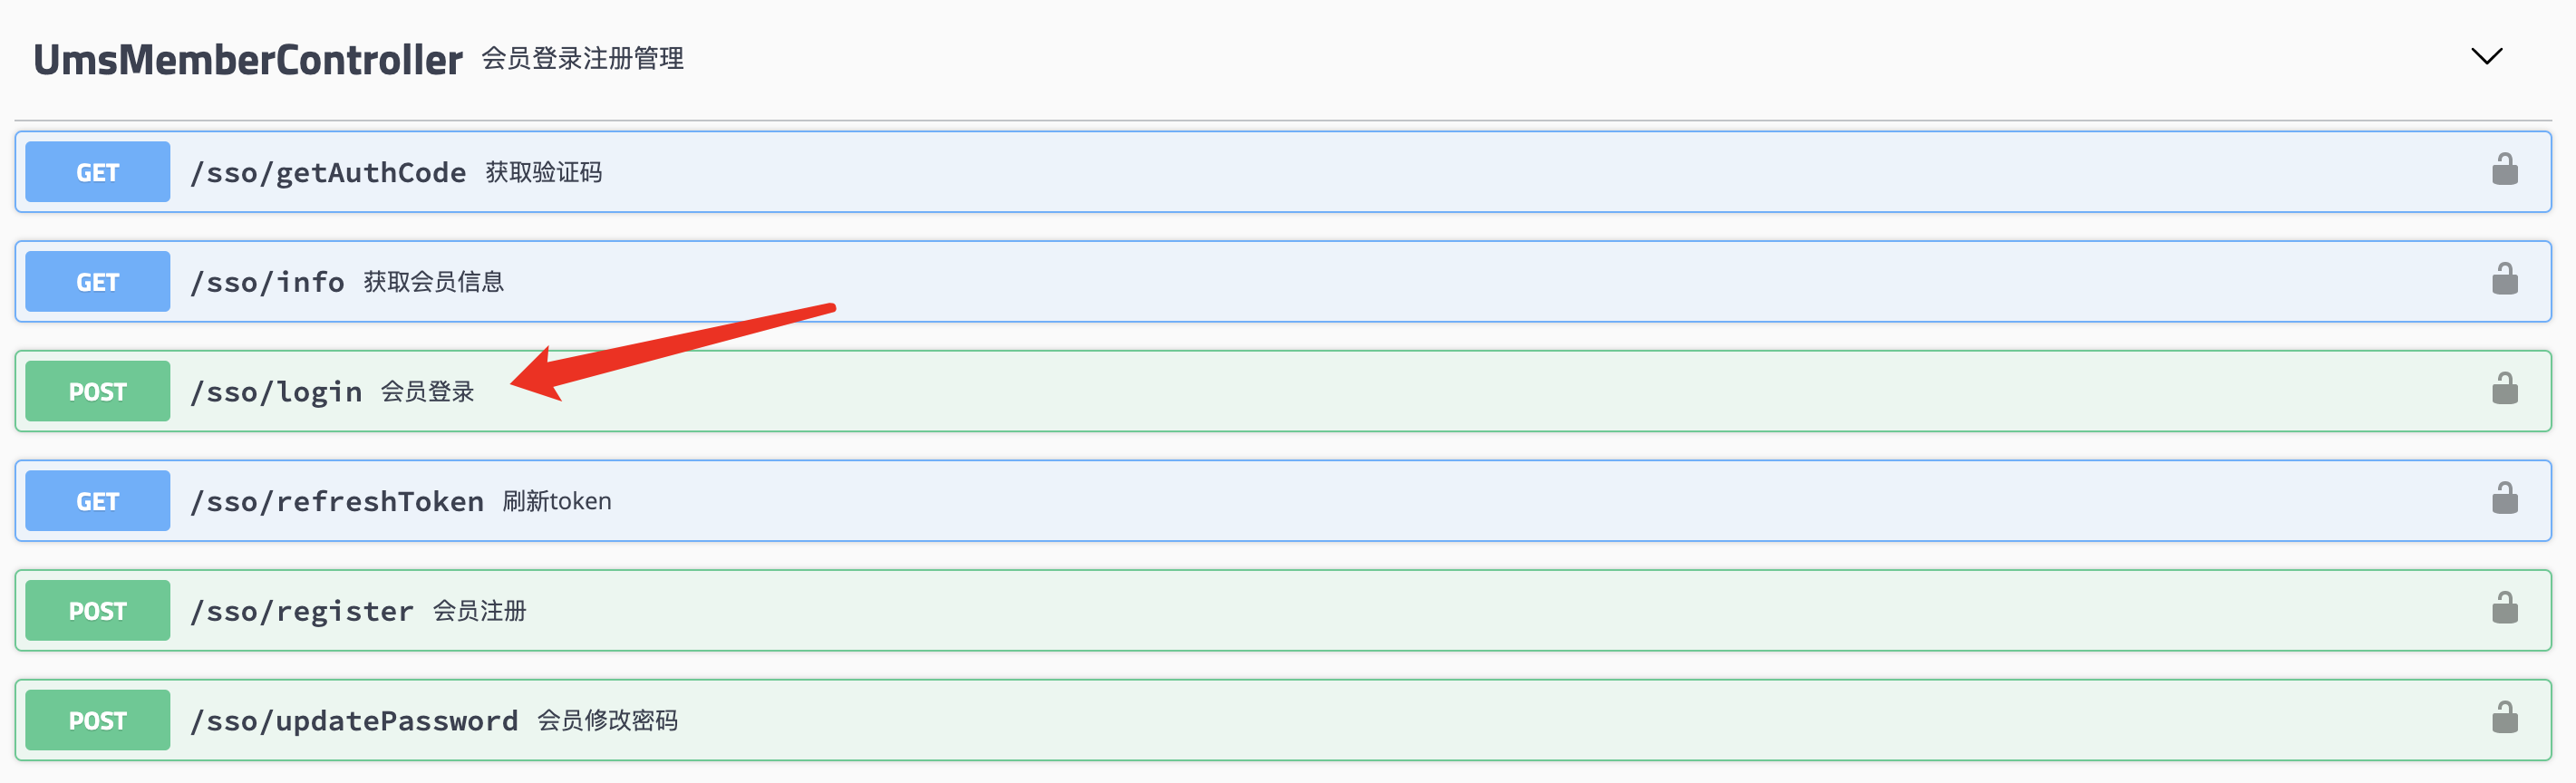 UmsMemberController 会员登录注册管理
GET /sso/getAuthCode 获取验证码
GET /sso/info 获取会员信息
POST /sso/login 会员登录
GET /sso/refreshToken 刷新token
POST /sso/register 会员注册
POST /sso/updatePassword 会员修改密码